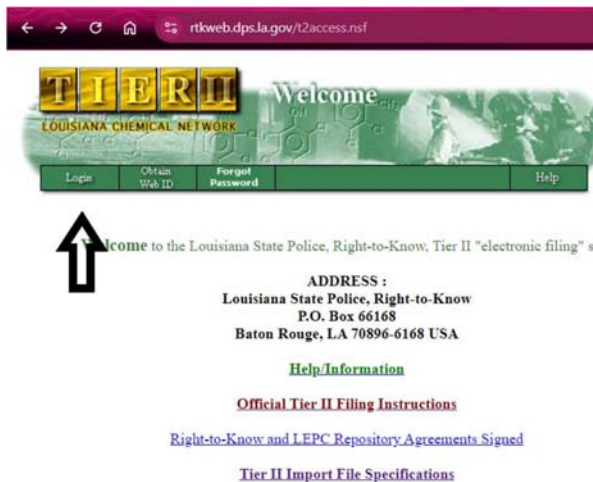 rtkweb.dps.la.gov/t2access.nsf
TIER II
Welcome
LOUISIANA CHEMICAL NETWORK
Login
Obtain
Web ID
Forgot
Password
Help
Welcome to the Louisiana State Police, Right-to-Know, Tier II "electronic filing" s
ADDRESS :
Louisiana State Police, Right-to-Know
P.O. Box 66168
Baton Rouge, LA 70896-6168 USA
Help/Information
Official Tier II Filing Instructions
Right-to-Know and LEPC Repository Agreements Signed
Tier II Import File Specifications